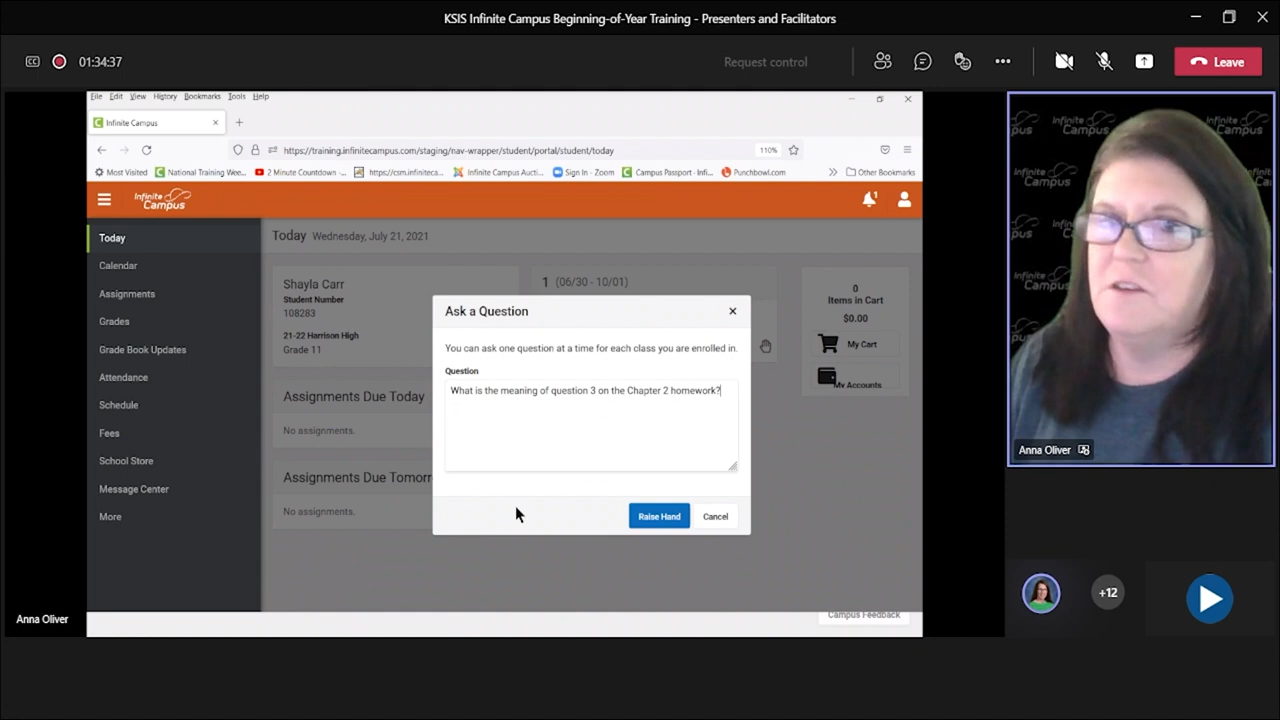 KSIS Infinite Campus Beginning-of-Year Training - Presenters and Facilitators
CC
01:34:37
Request control
Leave
File Edit View History Bookmarks Tools Help
Infinite Campus
https://training.infinitecampus.com/staging/nav-wrapper/student/portal/student/today
110%
Most Visited
National Training Wee...
2 Minute Countdown -...
https://csm.infiniteca...
Infinite Campus Aucti...
Sign In - Zoom
Campus Passport - Infi...
Punchbowl.com
Other Bookmarks
Infinite Campus
1
Today
Calendar
Assignments
Grades
Grade Book Updates
Attendance
Schedule
Fees
School Store
Message Center
More
Today Wednesday, July 21, 2021
Shayla Carr
Student Number
108283
21-22 Harrison High
Grade 11
1 (06/30 - 10/01)
Assignments Due Today
No assignments.
Assignments Due Tomorr
No assignments.
Ask a Question
You can ask one question at a time for each class you are enrolled in.
Question
What is the meaning of question 3 on the Chapter 2 homework?
Raise Hand
Cancel
0
Items in Cart
$0.00
My Cart
My Accounts
Campus Feedback
Anna Oliver
Infinite Campus
Anna Oliver
+12